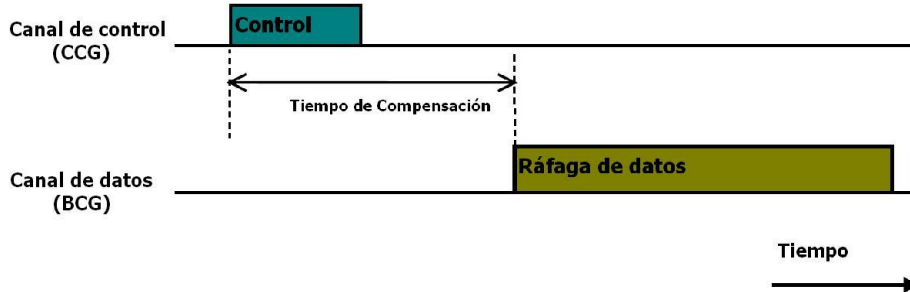 Canal de control
(CCG)
Control
Tiempo de Compensación
Canal de datos
(BCG)
Ráfaga de datos
Tiempo